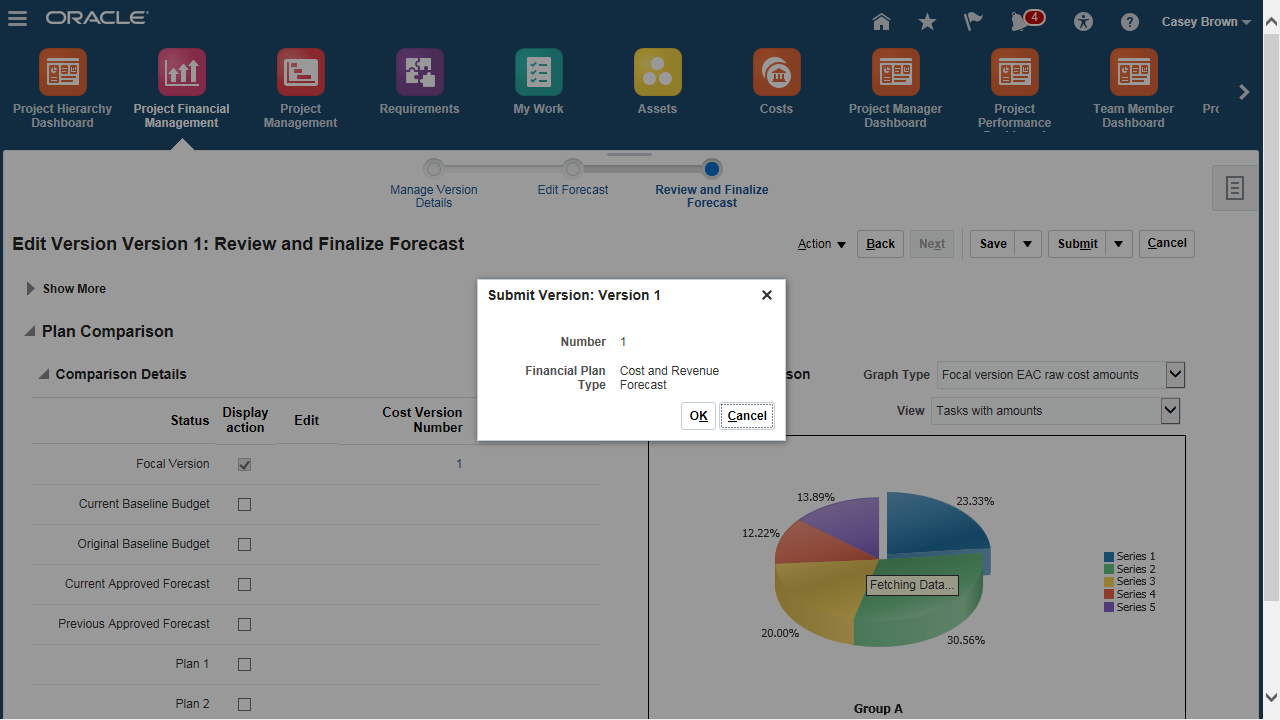 ORACLE
4
Casey Brown
Project Hierarchy
Dashboard
Project Financial
Management
Project
Management
Requirements
My Work
Assets
Costs
Project Manager
Dashboard
Project
Performance
Team Member
Dashboard
Manage Version
Details
Edit Forecast
Review and Finalize
Forecast
Edit Version Version 1: Review and Finalize Forecast
Action
Back
Next
Save
Submit
Cancel
Show More
Plan Comparison
Comparison Details
Status
Display
action
Edit
Cost Version
Number
Focal Version
1
Current Baseline Budget
Original Baseline Budget
Current Approved Forecast
Previous Approved Forecast
Plan 1
Plan 2
Submit Version: Version 1
Number 1
Financial Plan
Type
Cost and Revenue
Forecast
OK
Cancel
Graph Type
Focal version EAC raw cost amounts
View
Tasks with amounts
13.89%
23.33%
12.22%
20.00%
30.56%
Fetching Data...
Series 1
Series 2
Series 3
Series 4
Series 5
Group A